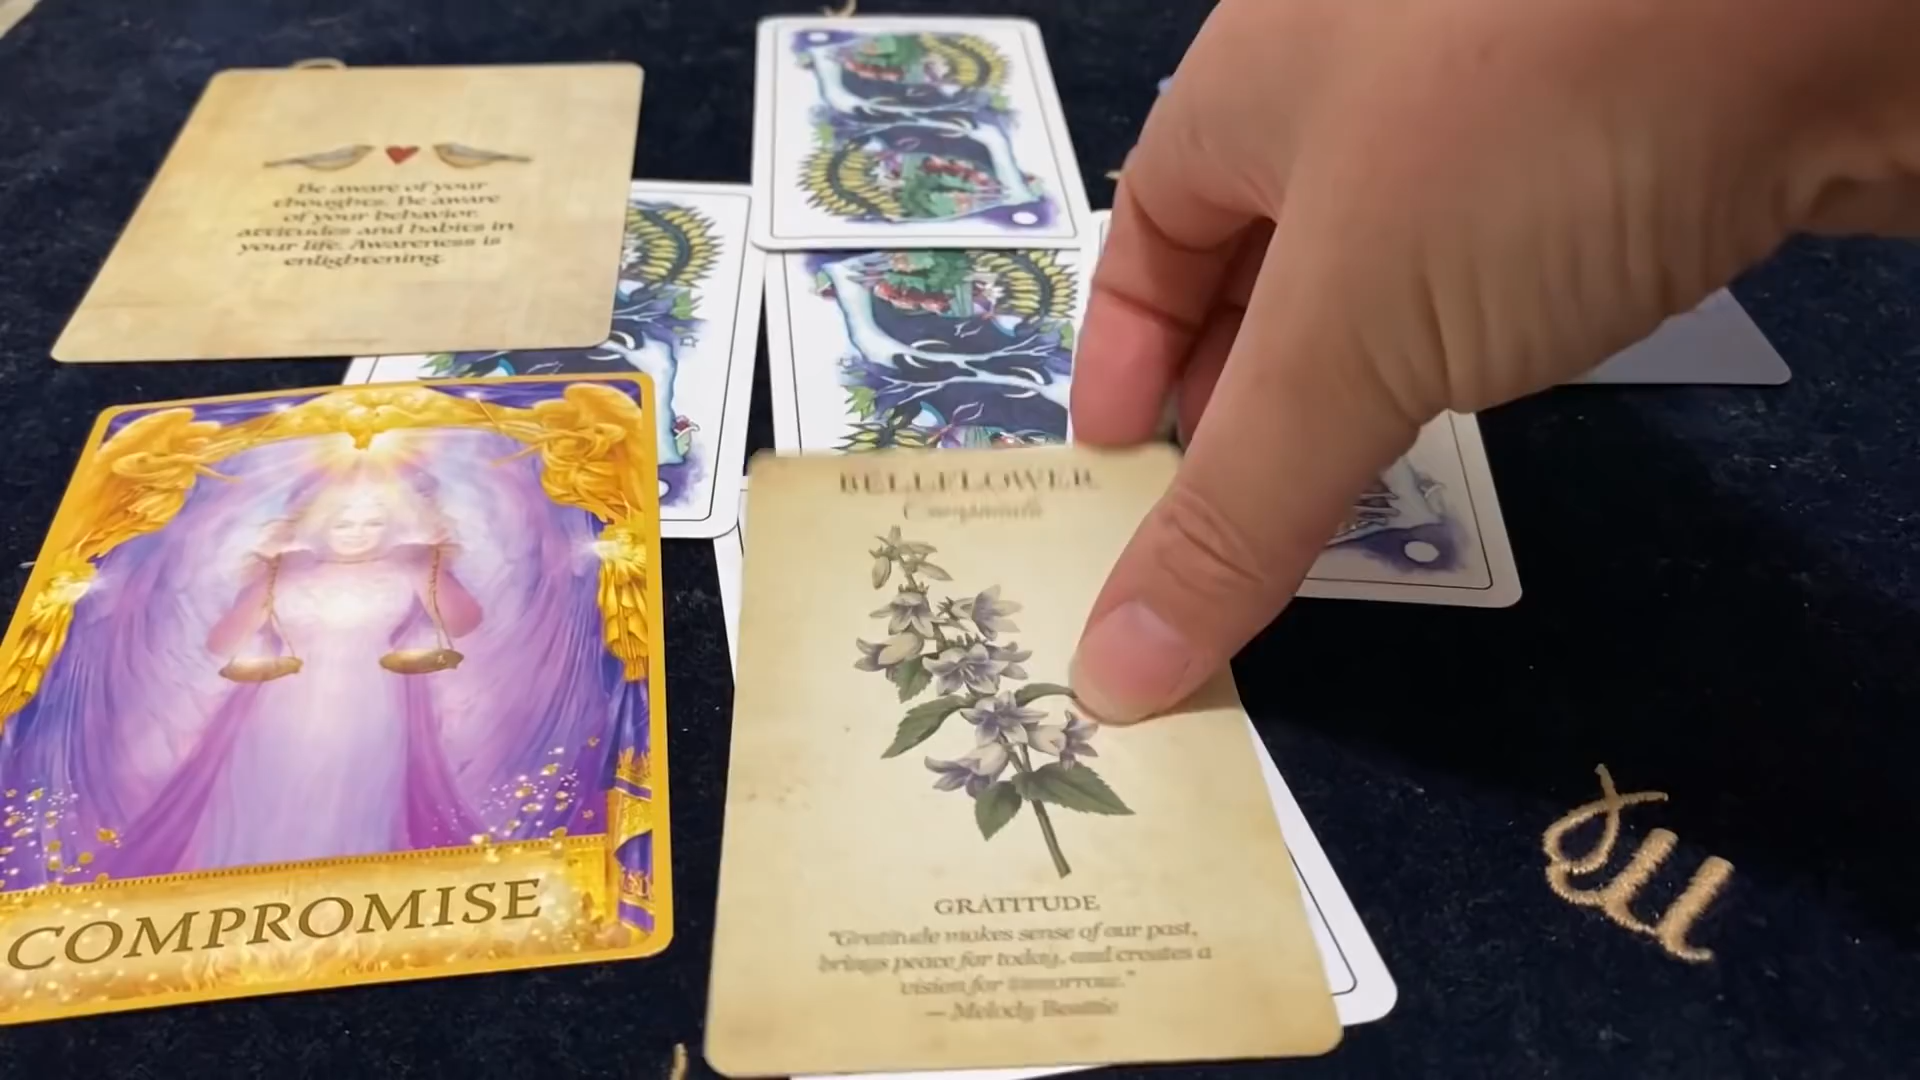 Be aware of your
thoughts. Be aware
of your behavior,
attitudes and habits in
your life. Awareness is
enlightening.
COMPROMISE
BELLFLOWER
Campanula
GRATITUDE
"Gratitude makes sense of our past,
brings peace for today, and creates a
vision for tomorrow."
— Melody Beattie